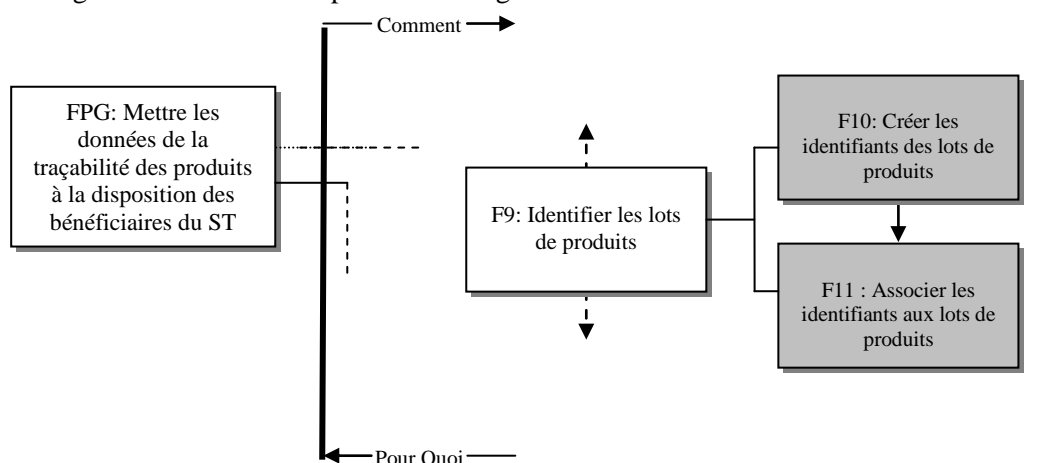 Comment
FPG: Mettre les
données de la
traçabilité des produits
à la disposition des
bénéficiaires du ST
F9: Identifier les lots
de produits
F10: Créer les
identifiants des lots de
produits
F11 : Associer les
identifiants aux lots de
produits
Pour Quoi